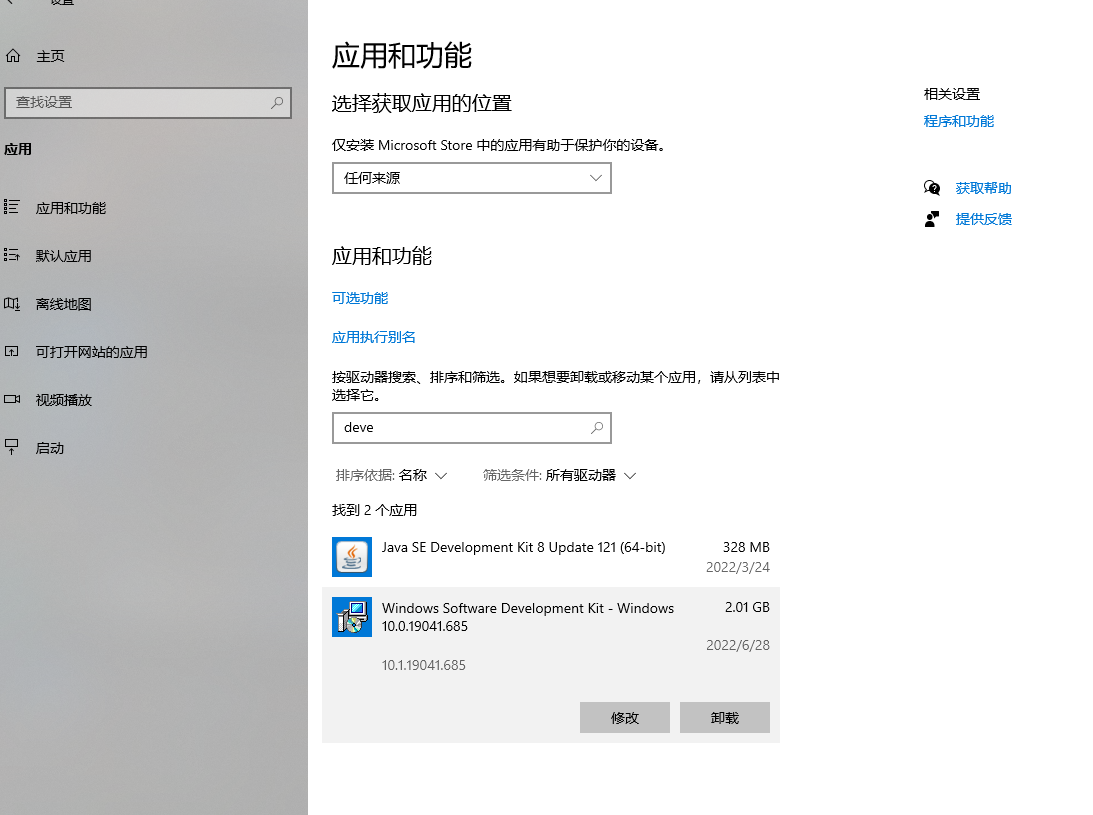 设置
主页
查找设置
应用
应用和功能
默认应用
离线地图
可打开网站的应用
视频播放
启动
应用和功能
选择获取应用的位置
仅安装 Microsoft Store 中的应用有助于保护你的设备。
任何来源
应用和功能
可选功能
应用执行别名
按驱动器搜索、排序和筛选。如果想要卸载或移动某个应用，请从列表中
选择它。
deve
排序依据: 名称 筛选条件: 所有驱动器
找到 2 个应用
Java SE Development Kit 8 Update 121 (64-bit) 328 MB
2022/3/24
Windows Software Development Kit - Windows 2.01 GB
10.0.19041.685
2022/6/28
10.1.19041.685
修改 卸载
相关设置
程序和功能
获取帮助
提供反馈